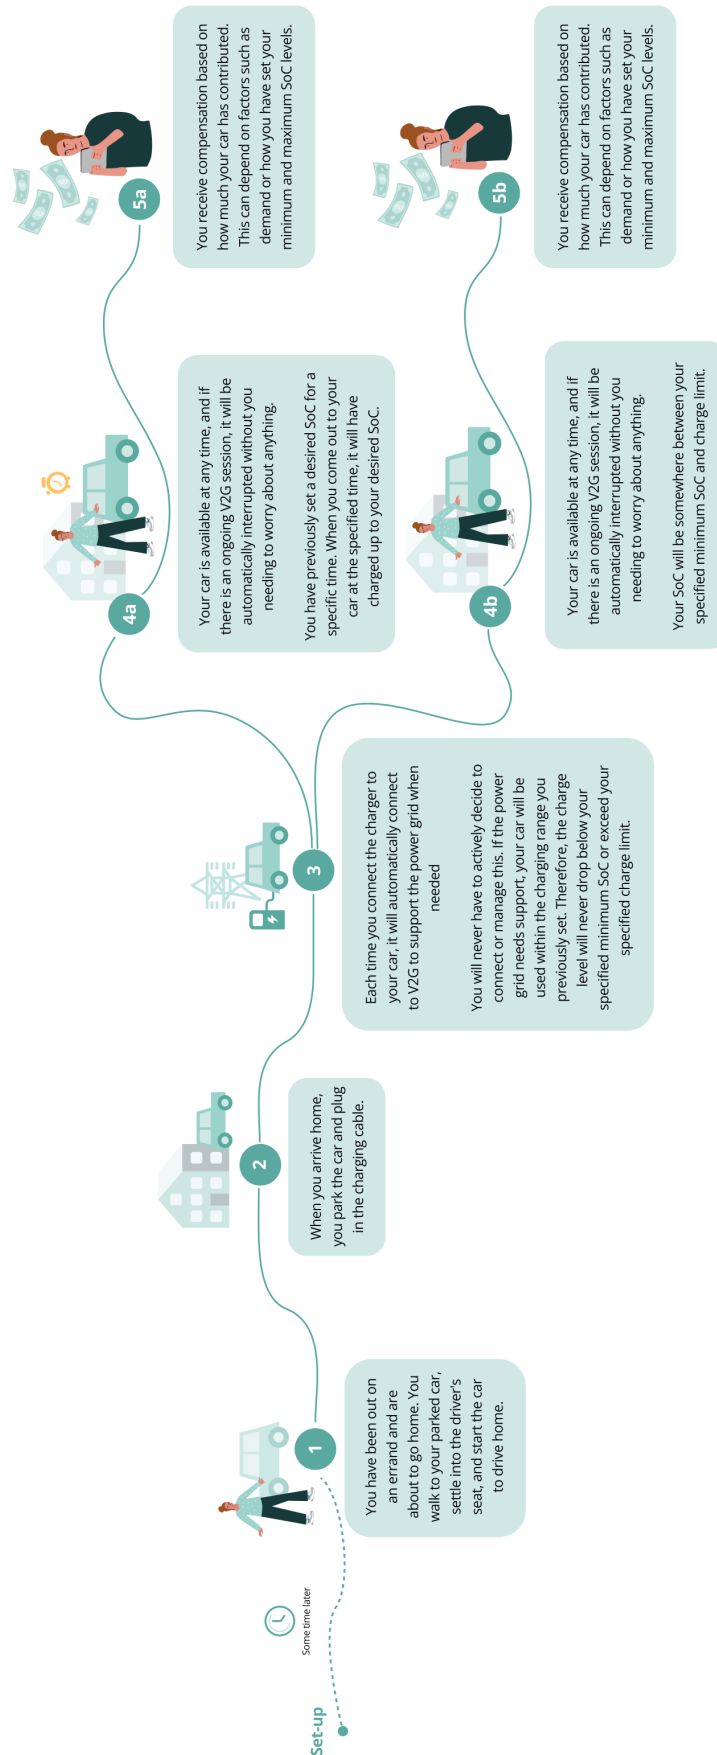 Set-up
Some time later
1
You have been out on
an errand and are
about to go home. You
walk to your parked car,
settle into the driver's
seat, and start the car
to drive home.
2
When you arrive home,
you park the car and plug
in the charging cable.
3
Each time you connect the charger to
your car, it will automatically connect
to V2G to support the power grid when
needed
You will never have to actively decide to
connect or manage this. If the power
grid needs support, your car will be
used within the charging range you
previously set. Therefore, the charge
level will never drop below your
specified minimum SoC or exceed your
specified charge limit.
4a
Your car is available at any time, and if
there is an ongoing V2G session, it will be
automatically interrupted without you
needing to worry about anything.
You have previously set a desired SoC for a
specific time. When you come out to your
car at the specified time, it will have
charged up to your desired SoC.
5a
You receive compensation based on
how much your car has contributed.
This can depend on factors such as
demand or how you have set your
minimum and maximum SoC levels.
4b
Your car is available at any time, and if
there is an ongoing V2G session, it will be
automatically interrupted without you
needing to worry about anything.
Your SoC will be somewhere between your
specified minimum SoC and charge limit.
5b
You receive compensation based on
how much your car has contributed.
This can depend on factors such as
demand or how you have set your
minimum and maximum SoC levels.